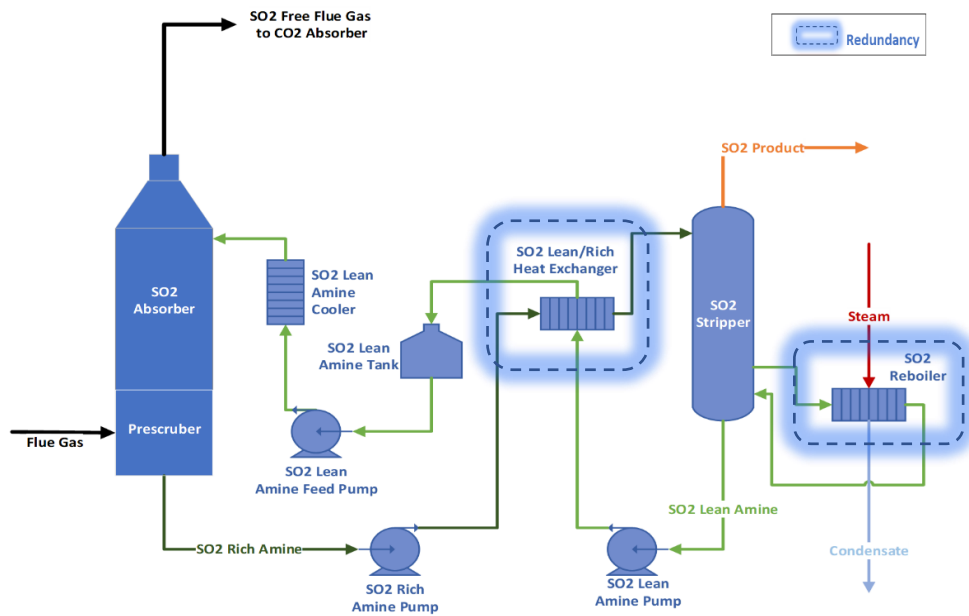 SO2 Free Flue Gas
to CO2 Absorber
Redundancy
SO2 Product
SO2 Lean/Rich
Heat Exchanger
SO2 Lean
Amine
Cooler
SO2
Absorber
SO2
Stripper
Steam
SO2 Lean
Amine Tank
SO2
Reboiler
Prescruber
Flue Gas
SO2 Lean
Amine Feed Pump
SO2 Lean Amine
SO2 Rich Amine
Condensate
SO2 Rich
Amine Pump
SO2 Lean
Amine Pump